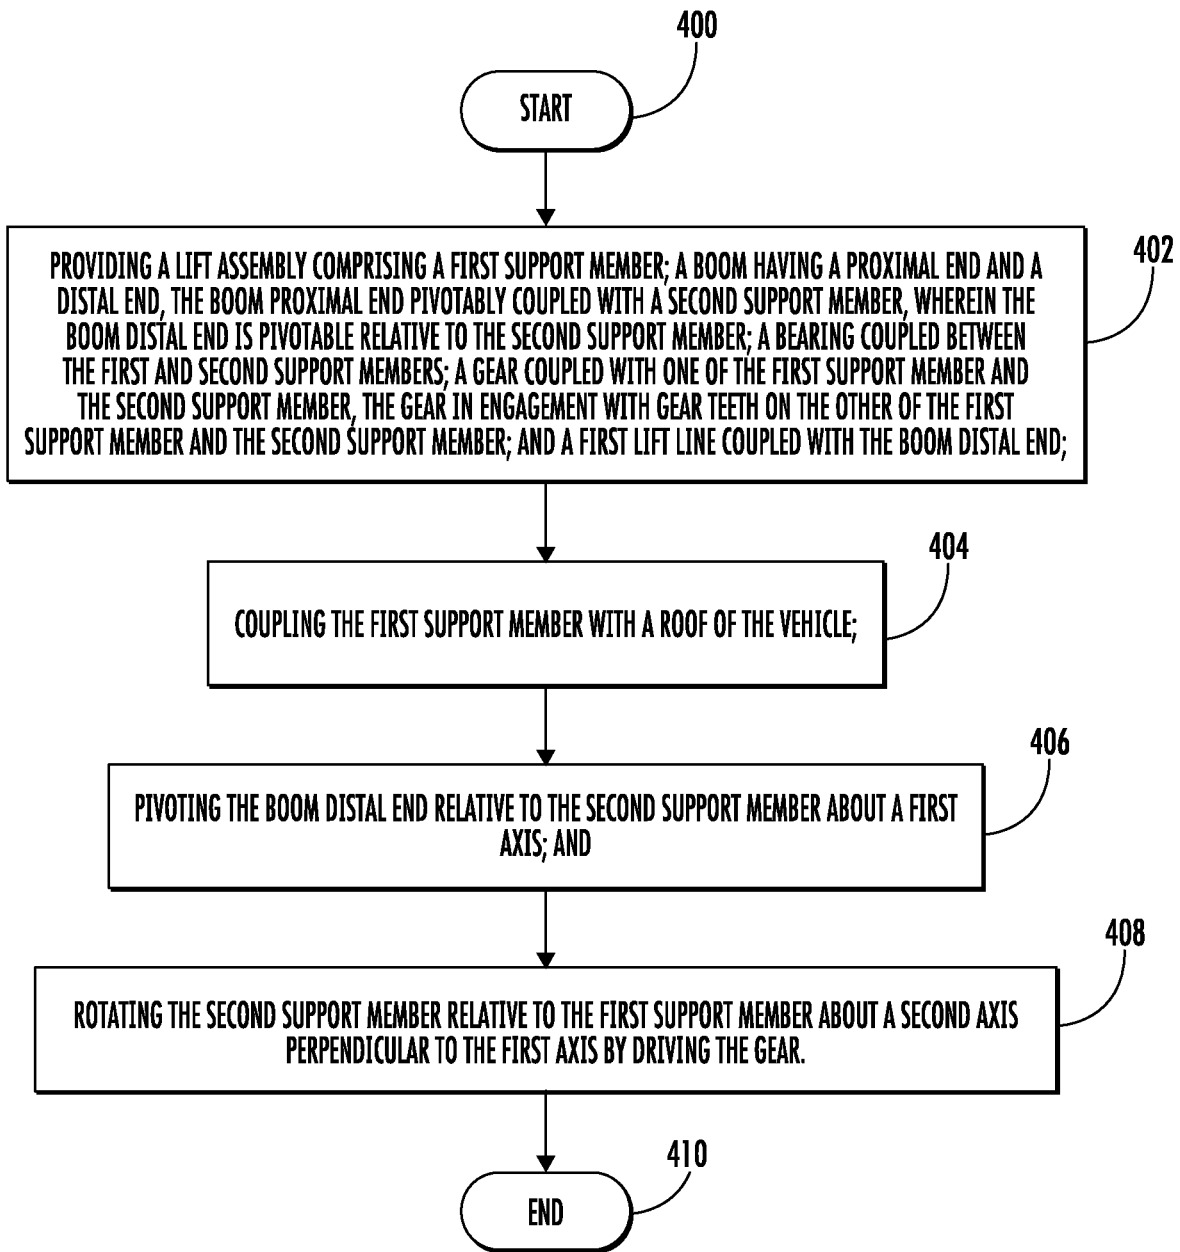 400
START
402
PROVIDING A LIFT ASSEMBLY COMPRISING A FIRST SUPPORT MEMBER; A BOOM HAVING A PROXIMAL END AND A
DISTAL END, THE BOOM PROXIMAL END PIVOTABLY COUPLED WITH A SECOND SUPPORT MEMBER, WHEREIN THE
BOOM DISTAL END IS PIVOTABLE RELATIVE TO THE SECOND SUPPORT MEMBER; A BEARING COUPLED BETWEEN
THE FIRST AND SECOND SUPPORT MEMBERS; A GEAR COUPLED WITH ONE OF THE FIRST SUPPORT MEMBER AND
THE SECOND SUPPORT MEMBER, THE GEAR IN ENGAGEMENT WITH GEAR TEETH ON THE OTHER OF THE FIRST
SUPPORT MEMBER AND THE SECOND SUPPORT MEMBER; AND A FIRST LIFT LINE COUPLED WITH THE BOOM DISTAL END;
404
COUPLING THE FIRST SUPPORT MEMBER WITH A ROOF OF THE VEHICLE;
406
PIVOTING THE BOOM DISTAL END RELATIVE TO THE SECOND SUPPORT MEMBER ABOUT A FIRST
AXIS; AND
408
ROTATING THE SECOND SUPPORT MEMBER RELATIVE TO THE FIRST SUPPORT MEMBER ABOUT A SECOND AXIS
PERPENDICULAR TO THE FIRST AXIS BY DRIVING THE GEAR.
410
END